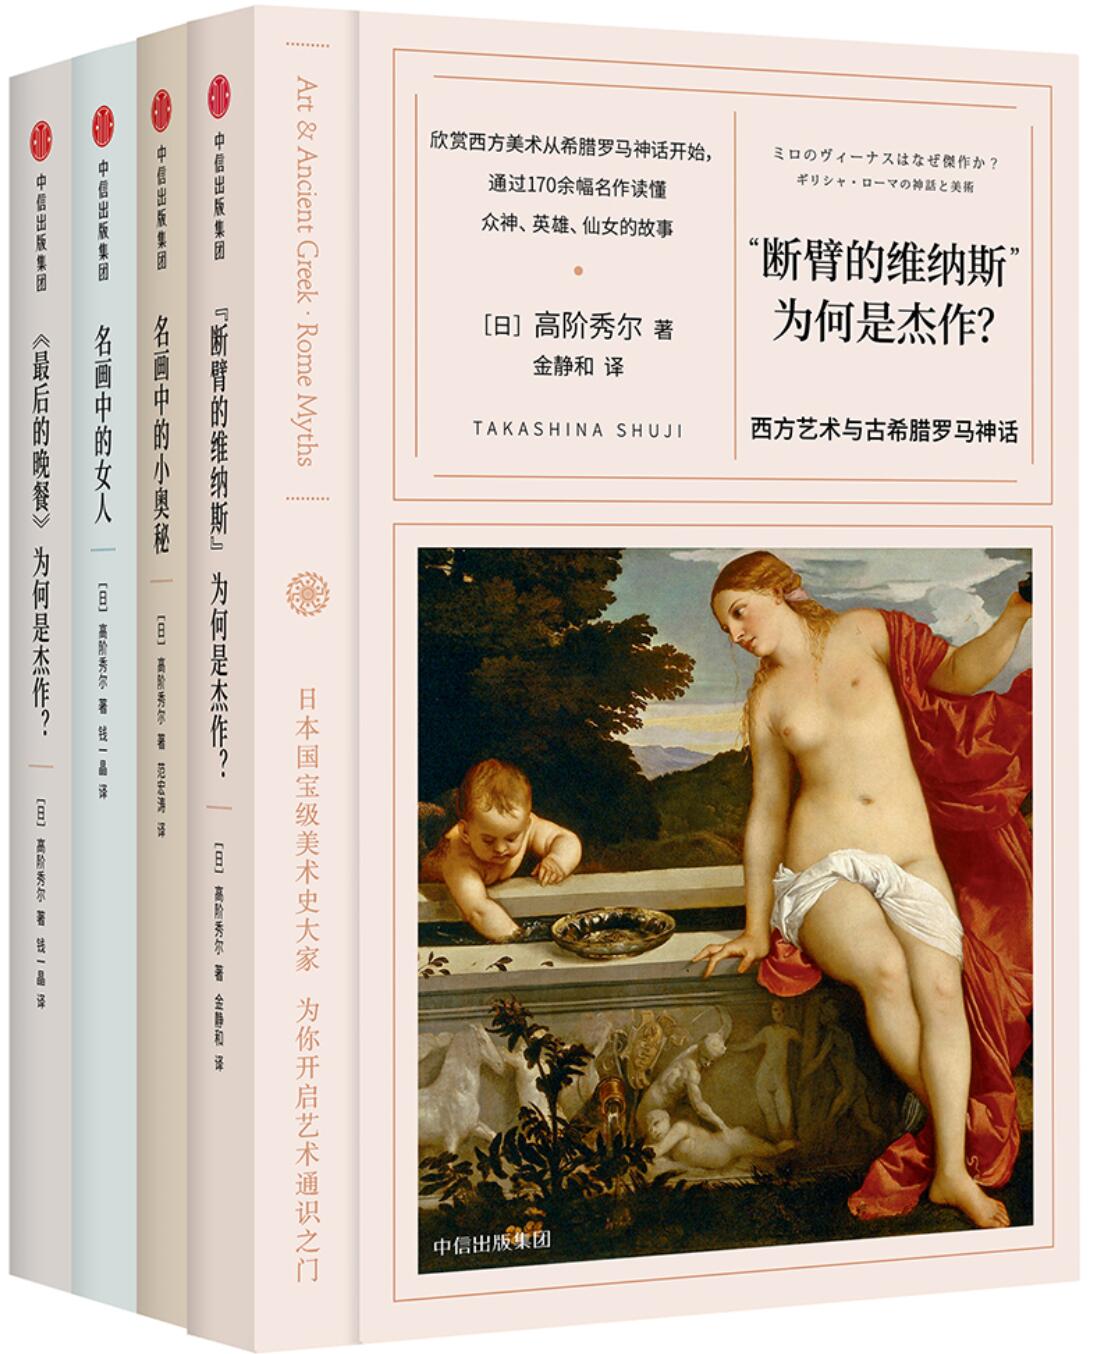 中信出版集团
《最后的晚餐》为何是杰作？
［日］高阶秀尔 著 钱一晶 译
中信出版集团
名画中的女人
［日］高阶秀尔 著 钱一晶 译
中信出版集团
名画中的小奥秘
［日］高阶秀尔 著 范宏涛 译
中信出版集团
『断臂的维纳斯』为何是杰作？
［日］高阶秀尔 著 金静和 译
Art & Ancient Greek · Rome Myths
日本国宝级美术史大家 为你开启艺术通识之门
欣赏西方美术从希腊罗马神话开始，
通过170余幅名作读懂
众神、英雄、仙女的故事
［日］高阶秀尔 著
金静和 译
TAKASHINA SHUJI
ミロのヴィーナスはなぜ傑作か？
ギリシャ・ローマの神話と美術
“断臂的维纳斯”
为何是杰作？
西方艺术与古希腊罗马神话
中信出版集团